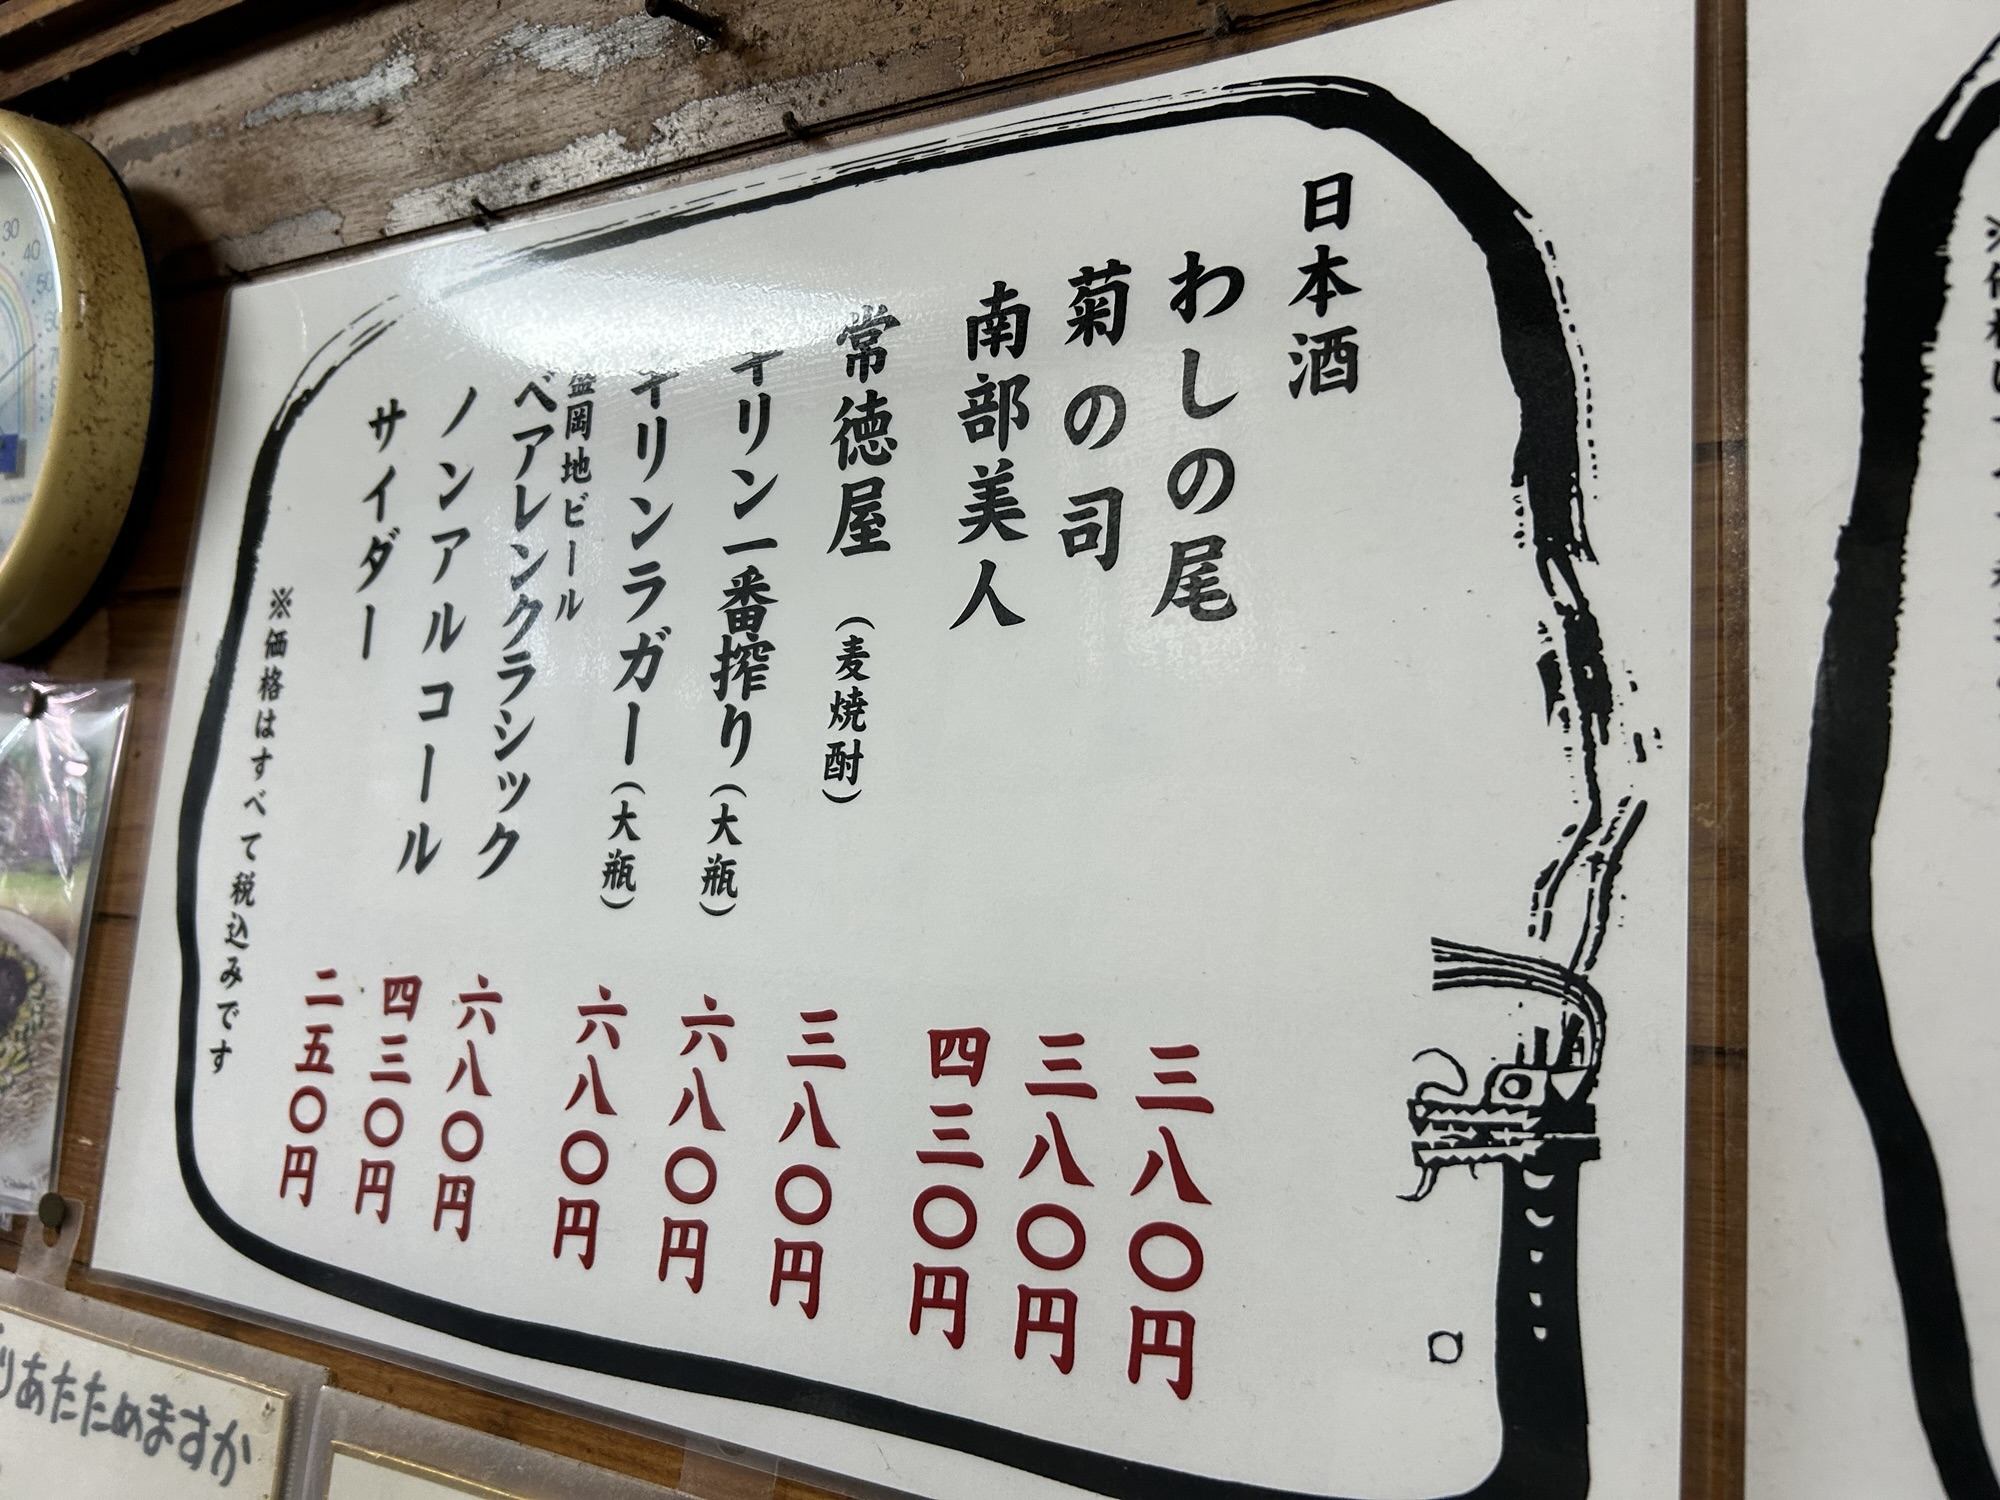 日本酒
わしの尾 三八〇円
菊の司 三八〇円
南部美人 四三〇円
常徳屋（麦焼酎） 三八〇円
キリン一番搾り（大瓶） 六八〇円
キリンラガー（大瓶） 六八〇円
盛岡地ビール
ベアレンクラシック 六八〇円
ノンアルコール 四三〇円
サイダー 二五〇円
※価格はすべて税込みです
りあたためますか
30
40
50